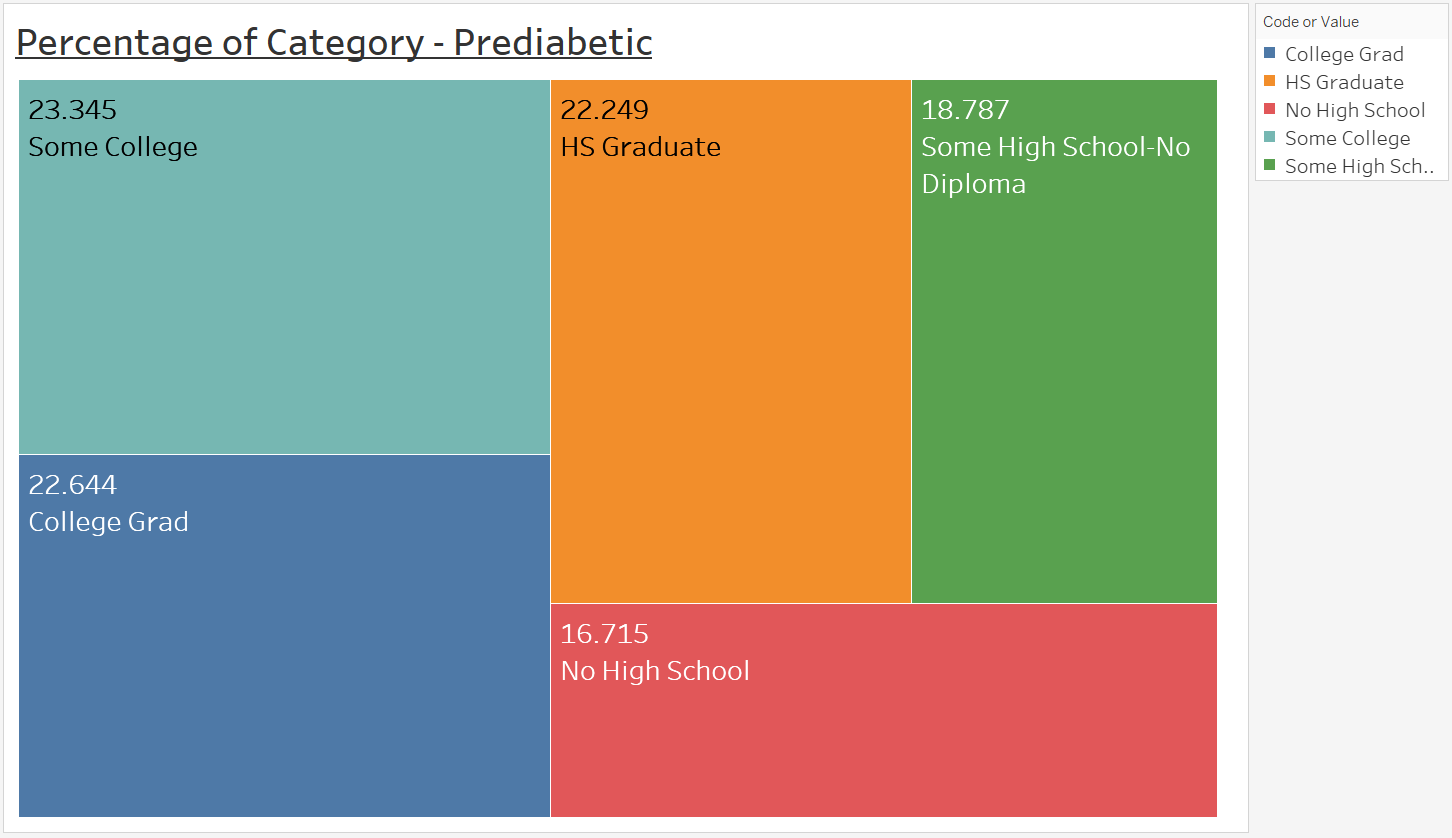 Percentage of Category - Prediabetic
23.345
Some College
22.644
College Grad
22.249
HS Graduate
18.787
Some High School-No
Diploma
16.715
No High School
Code or Value
College Grad
HS Graduate
No High School
Some College
Some High Sch..